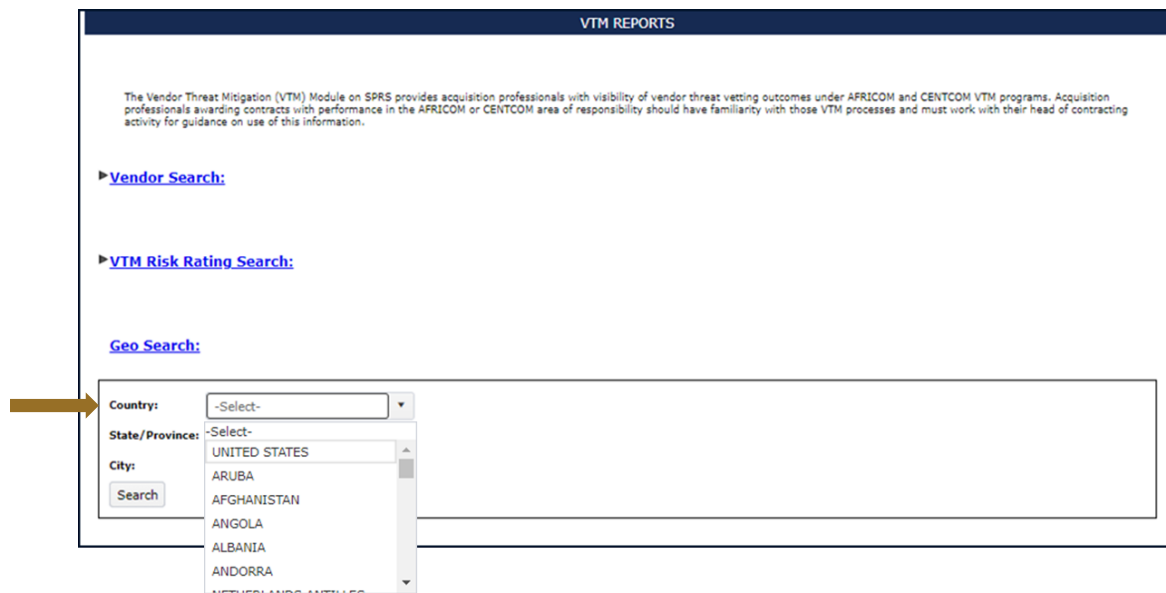 VTM REPORTS
The Vendor Threat Mitigation (VTM) Module on SPRS provides acquisition professionals with visibility of vendor threat vetting outcomes under AFRICOM and CENTCOM VTM programs. Acquisition
professionals awarding contracts with performance in the AFRICOM or CENTCOM area of responsibility should have familiarity with those VTM processes and must work with their head of contracting
activity for guidance on use of this information.
Vendor Search:
VTM Risk Rating Search:
Geo Search:
Country: -Select-
State/Province: -Select-
UNITED STATES
City:
ARUBA
Search
AFGHANISTAN
ANGOLA
ALBANIA
ANDORRA
NETHERLANDS ANTILLES